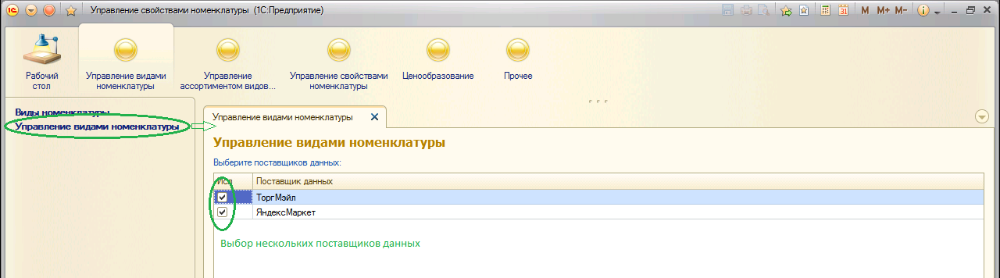 1С Управление свойствами номенклатуры (1С:Предприятие) 31 M M+ M-
Рабочий
стол
Управление видами
номенклатуры
Управление
ассортиментом видов...
Управление свойствами
номенклатуры
Ценообразование
Прочее
Виды номенклатуры
Управление видами номенклатуры
Управление видами номенклатуры
Управление видами номенклатуры
Выберите поставщиков данных:
Исп Поставщик данных
ТоргМэйл
ЯндексМаркет
Выбор нескольких поставщиков данных